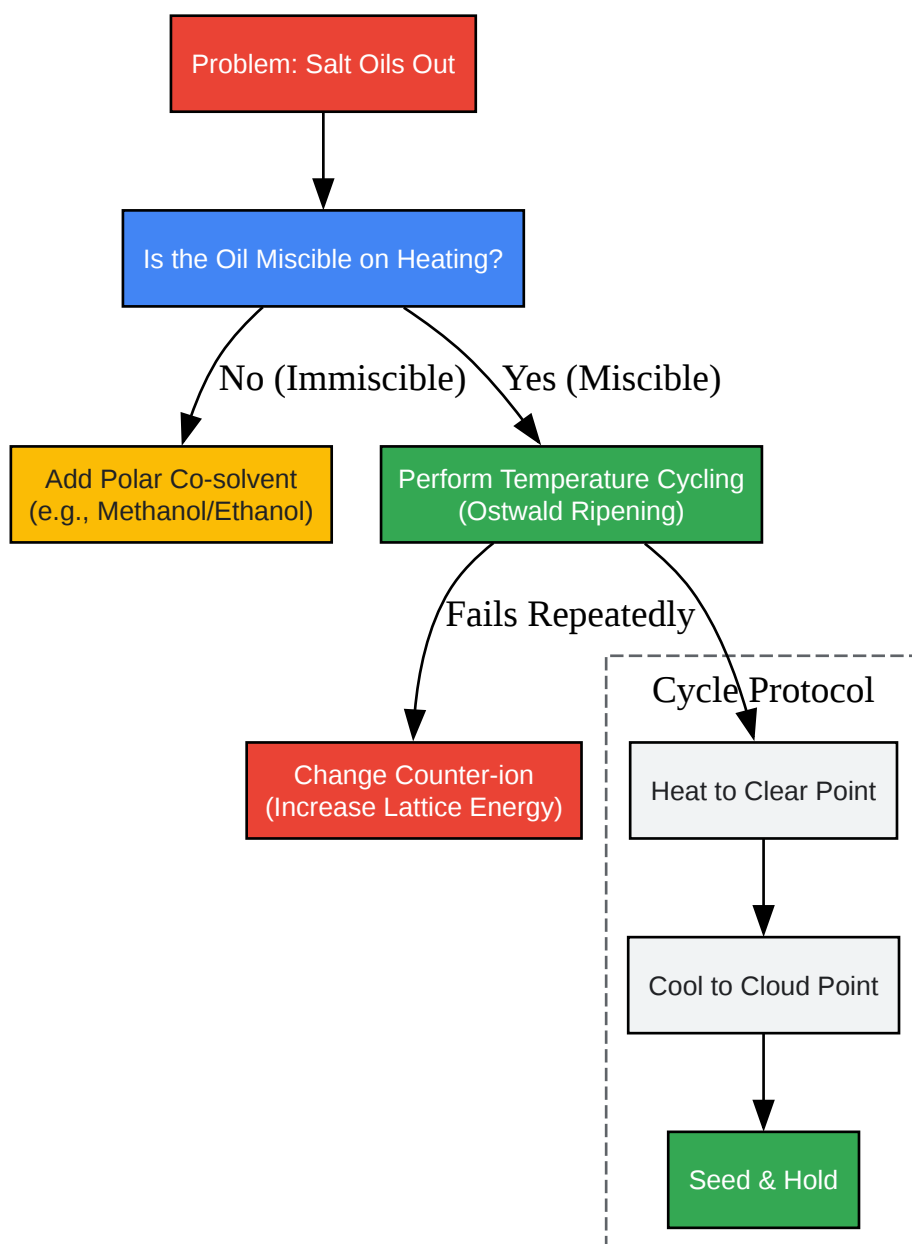 Problem: Salt Oils Out
Is the Oil Miscible on Heating?
No (Immiscible)
Yes (Miscible)
Add Polar Co-solvent
(e.g., Methanol/Ethanol)
Perform Temperature Cycling
(Ostwald Ripening)
Fails Repeatedly
Cycle Protocol
Change Counter-ion
(Increase Lattice Energy)
Heat to Clear Point
Cool to Cloud Point
Seed & Hold